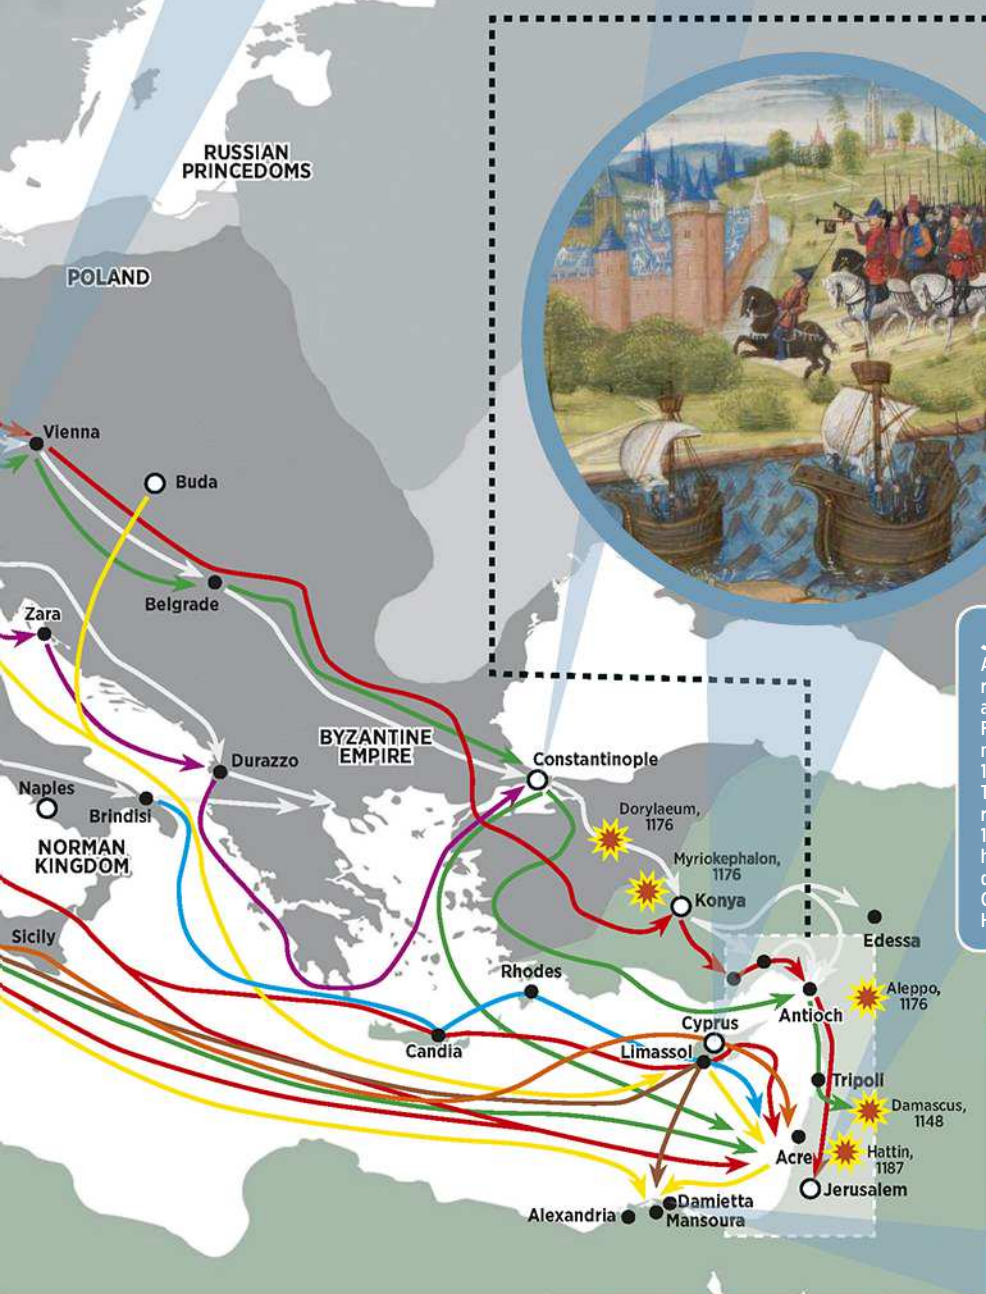 RUSSIAN
PRINCEDOMS
POLAND
Vienna
Buda
Belgrade
Zara
BYZANTINE
EMPIRE
Constantinople
Durazzo
Naples
Brindisi
Dorylaeum,
1176
NORMAN
KINGDOM
Myriokephalon,
1176
Konya
Edessa
Sicily
Rhodes
Aleppo,
1176
Antioch
Cyprus
Candia
Limassol
Tripoli
Damascus,
1148
Acre
Hattin,
1187
Jerusalem
Damietta
Alexandria
Mansoura